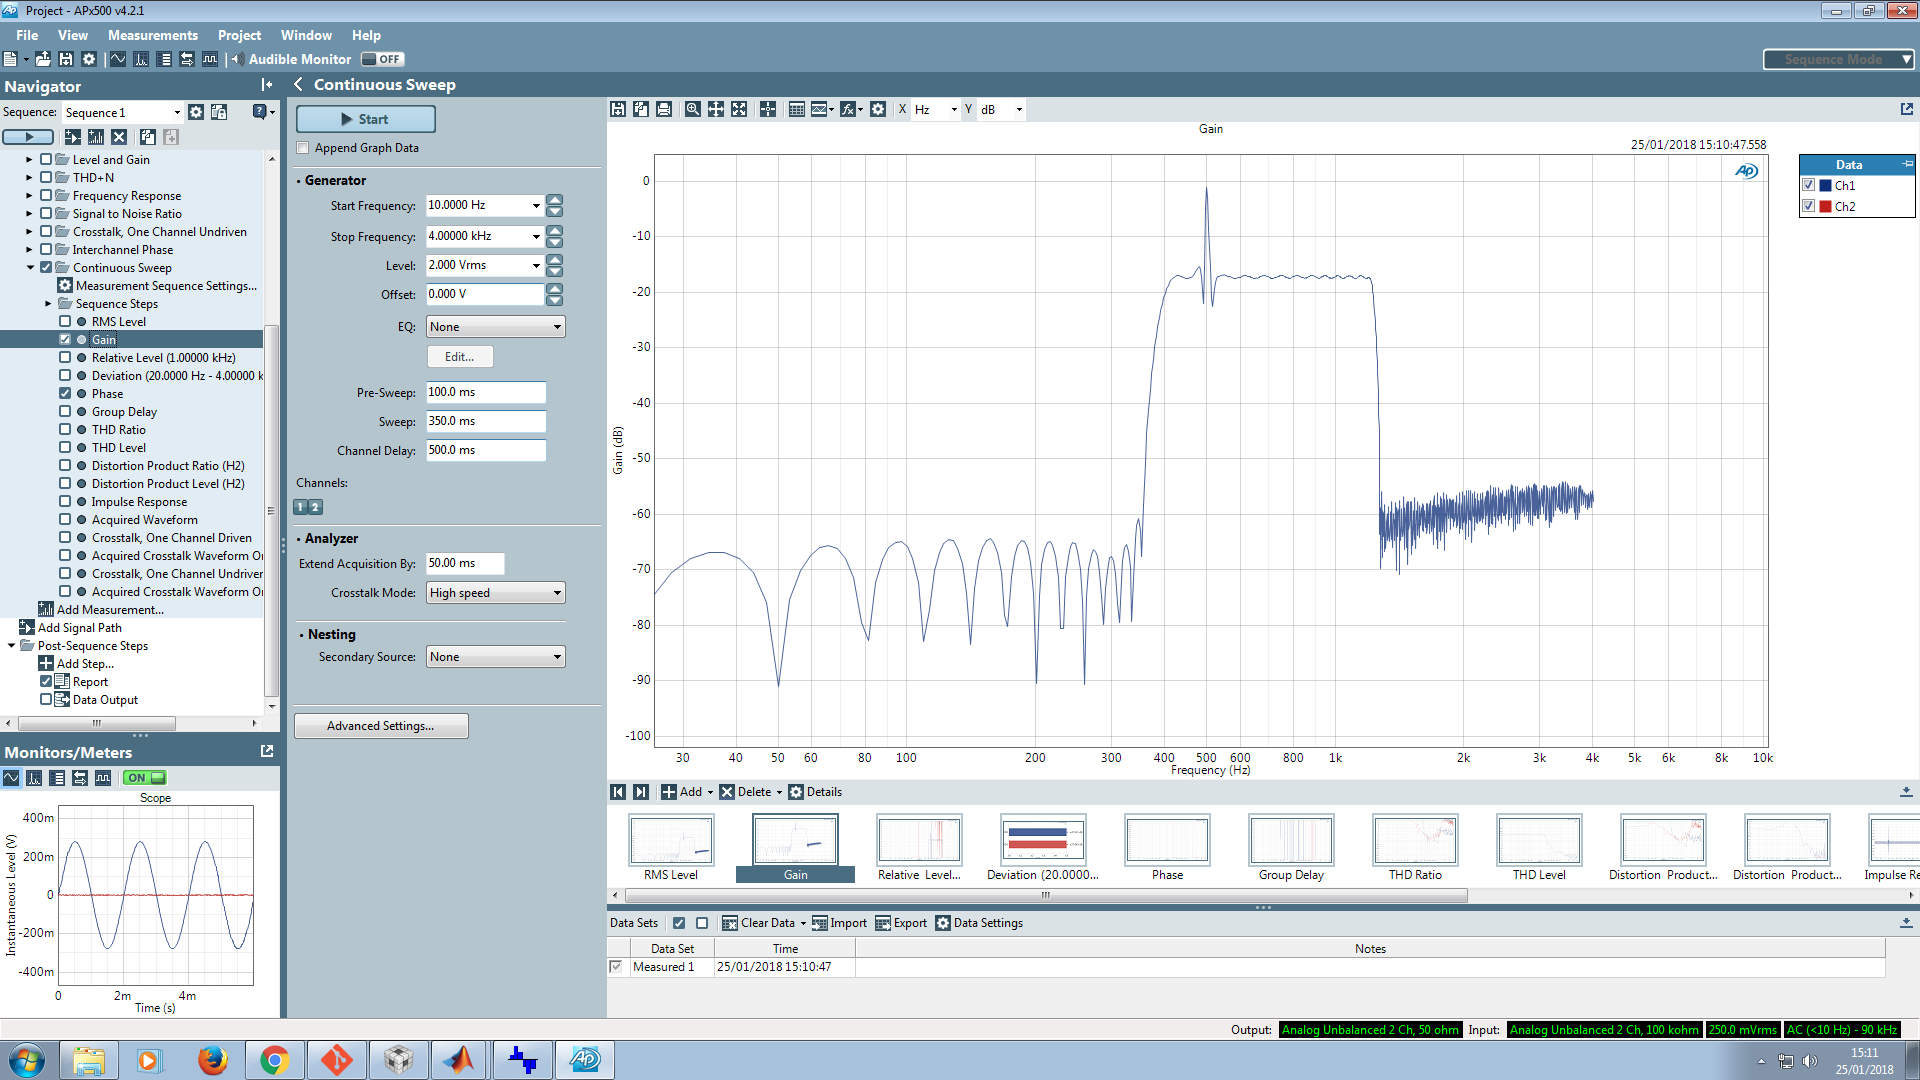 Project - APx500 v4.2.1
File View Measurements Project Window Help
Audible Monitor OFF
Sequence Mode
Navigator
Sequence: Sequence 1
Level and Gain
THD+N
Frequency Response
Signal to Noise Ratio
Crosstalk, One Channel Undriven
Interchannel Phase
Continuous Sweep
Measurement Sequence Settings...
Sequence Steps
RMS Level
Gain
Relative Level (1.00000 kHz)
Deviation (20.0000 Hz - 4.00000 k
Phase
Group Delay
THD Ratio
THD Level
Distortion Product Ratio (H2)
Distortion Product Level (H2)
Impulse Response
Acquired Waveform
Crosstalk, One Channel Driven
Acquired Crosstalk Waveform Or
Crosstalk, One Channel Undriver
Acquired Crosstalk Waveform Or
Add Measurement...
Add Signal Path
Post-Sequence Steps
Add Step...
Report
Data Output
Monitors/Meters
ON
Scope
Instantaneous Level (V)
400m
200m
0
-200m
-400m
0 2m 4m
Time (s)
Continuous Sweep
Start
Append Graph Data
Generator
Start Frequency: 10.0000 Hz
Stop Frequency: 4.00000 kHz
Level: 2.000 Vrms
Offset: 0.000 V
EQ: None
Edit...
Pre-Sweep: 100.0 ms
Sweep: 350.0 ms
Channel Delay: 500.0 ms
Channels:
1 2
Analyzer
Extend Acquisition By: 50.00 ms
Crosstalk Mode: High speed
Nesting
Secondary Source: None
Advanced Settings...
X Hz Y dB
Gain
25/01/2018 15:10:47.558
AP
Data
Ch1
Ch2
Gain (dB)
0
-10
-20
-30
-40
-50
-60
-70
-80
-90
-100
30 40 50 60 80 100 200 300 400 500 600 800 1k 2k 3k 4k 5k 6k 8k 10k
Frequency (Hz)
Add Delete Details
RMS Level Gain Relative Level... Deviation (20.0000... Phase Group Delay THD Ratio THD Level Distortion Product... Distortion Product... Impulse Re
Data Sets Clear Data Import Export Data Settings
Data Set Time Notes
Measured 1 25/01/2018 15:10:47
Output: Analog Unbalanced 2 Ch, 50 ohm Input: Analog Unbalanced 2 Ch, 100 kohm 250.0 mVrms AC (<10 Hz) - 90 kHz
15:11
25/01/2018